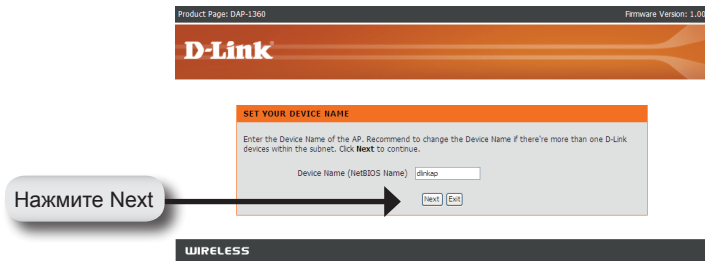 Product Page: DAP-1360 Firmware Version: 1.00
D-Link
SET YOUR DEVICE NAME
Enter the Device Name of the AP. Recommend to change the Device Name if there're more than one D-Link
devices within the subnet. Click Next to continue.
Device Name (NetBIOS Name) dlinkap
Нажмите Next
Next Exit
WIRELESS